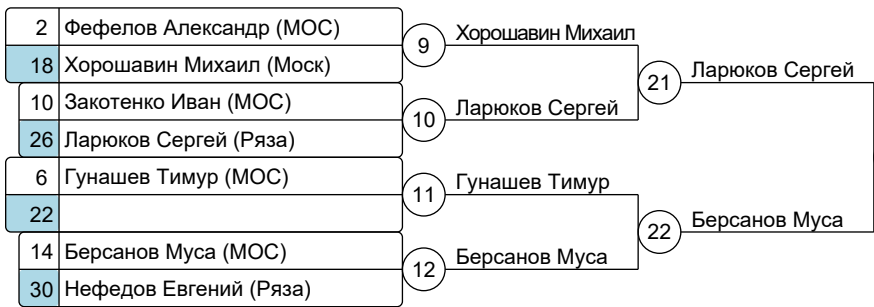 2 Фефелов Александр (МОС)
18 Хорошавин Михаил (Моск)
9 Хорошавин Михаил
10 Закотенко Иван (МОС)
26 Ларюков Сергей (Ряза)
10 Ларюков Сергей
21 Ларюков Сергей
6 Гунашев Тимур (МОС)
22
11 Гунашев Тимур
14 Берсанов Муса (МОС)
30 Нефедов Евгений (Ряза)
12 Берсанов Муса
22 Берсанов Муса